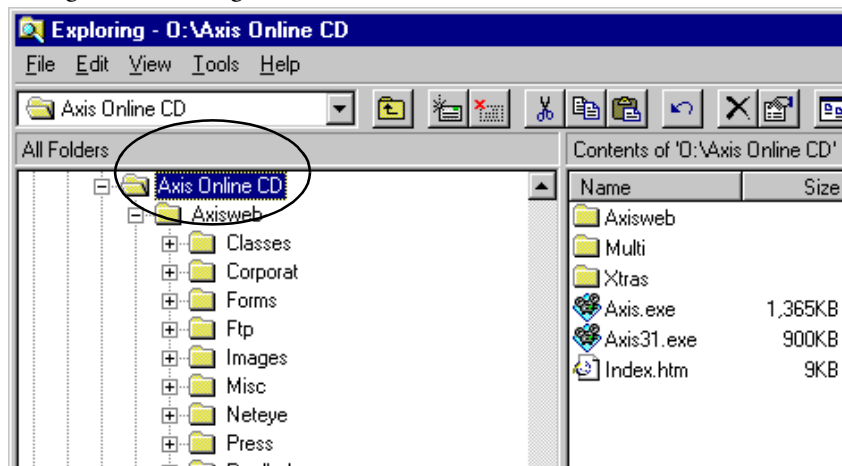 Exploring - O:\Axis Online CD
File Edit View Tools Help
Axis Online CD
All Folders
Contents of 'O:\Axis Online CD'
Axis Online CD
Axisweb
Classes
Corporat
Forms
Ftp
Images
Misc
Neteye
Press
Name Size
Axisweb
Multi
Xtras
Axis.exe 1,365KB
Axis31.exe 900KB
Index.htm 9KB